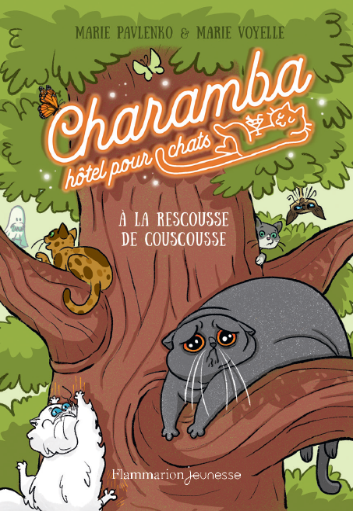 MARIE PAVLENKO & MARIE VOYELLE
Charamba
hôtel pour chats
À LA RESCOUSSE
DE COUSCOUSSE
Flammarion Jeunesse